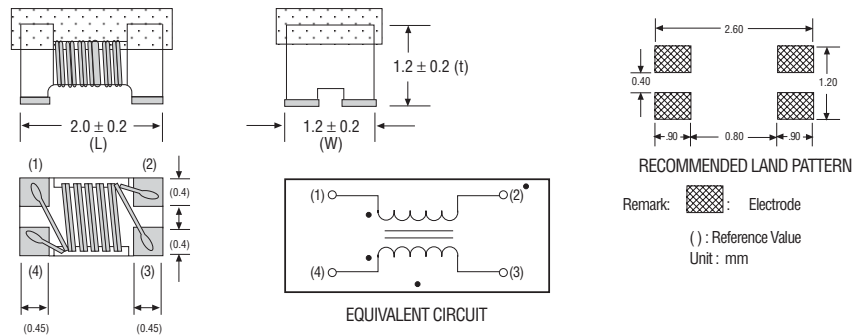 1.2 ± 0.2 (t)
2.0 ± 0.2
(L)
1.2 ± 0.2
(W)
2.60
0.40
1.20
.90
0.80
.90
RECOMMENDED LAND PATTERN
Remark: : Electrode
( ) : Reference Value
Unit : mm
(1)
(2)
(0.4)
(0.4)
(4)
(3)
(0.45)
(0.45)
(1)
(2)
(4)
(3)
EQUIVALENT CIRCUIT